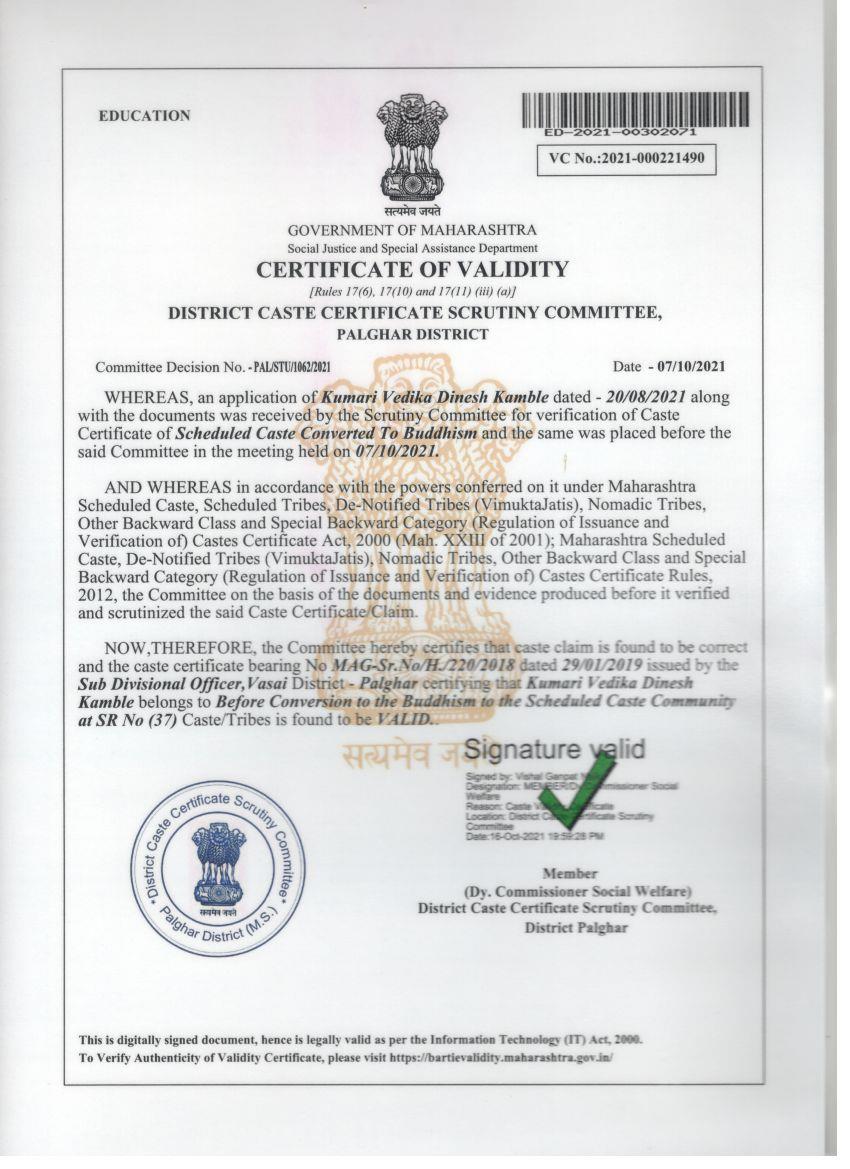 EDUCATION
ED-2021-00302071
VC No.:2021-000221490
सत्यमेव जयते
GOVERNMENT OF MAHARASHTRA
Social Justice and Special Assistance Department
CERTIFICATE OF VALIDITY
[Rules 17(6), 17(10) and 17(11) (iii) (a)]
DISTRICT CASTE CERTIFICATE SCRUTINY COMMITTEE,
PALGHAR DISTRICT
Committee Decision No. - PAL/STU/1062/2021 Date - 07/10/2021
WHEREAS, an application of Kumari Vedika Dinesh Kamble dated - 20/08/2021 along
with the documents was received by the Scrutiny Committee for verification of Caste
Certificate of Scheduled Caste Converted To Buddhism and the same was placed before the
said Committee in the meeting held on 07/10/2021.
AND WHEREAS in accordance with the powers conferred on it under Maharashtra
Scheduled Caste, Scheduled Tribes, De-Notified Tribes (VimuktaJatis), Nomadic Tribes,
Other Backward Class and Special Backward Category (Regulation of Issuance and
Verification of) Castes Certificate Act, 2000 (Mah. XXIII of 2001); Maharashtra Scheduled
Caste, De-Notified Tribes (VimuktaJatis), Nomadic Tribes, Other Backward Class and Special
Backward Category (Regulation of Issuance and Verification of) Castes Certificate Rules,
2012, the Committee on the basis of the documents and evidence produced before it verified
and scrutinized the said Caste Certificate/Claim.
NOW,THEREFORE, the Committee hereby certifies that caste claim is found to be correct
and the caste certificate bearing No MAG-Sr.No/H./220/2018 dated 29/01/2019 issued by the
Sub Divisional Officer,Vasai District - Palghar certifying that Kumari Vedika Dinesh
Kamble belongs to Before Conversion to the Buddhism to the Scheduled Caste Community
at SR No (37) Caste/Tribes is found to be VALID..
सत्यमेव
Signature valid
Signed by: Vishal Ganpat
Designation: Commissioner Social
Welfare
Reason: Caste
Location: District Scrutiny
Committee
Date:16-Oct-2021 19:59:28 PM
District Caste Certificate Scrutiny Committee
सत्यमेव जयते
Palghar District (M.S.)
Member
(Dy. Commissioner Social Welfare)
District Caste Certificate Scrutiny Committee,
District Palghar
This is digitally signed document, hence is legally valid as per the Information Technology (IT) Act, 2000.
To Verify Authenticity of Validity Certificate, please visit https://bartievalidity.maharashtra.gov.in/